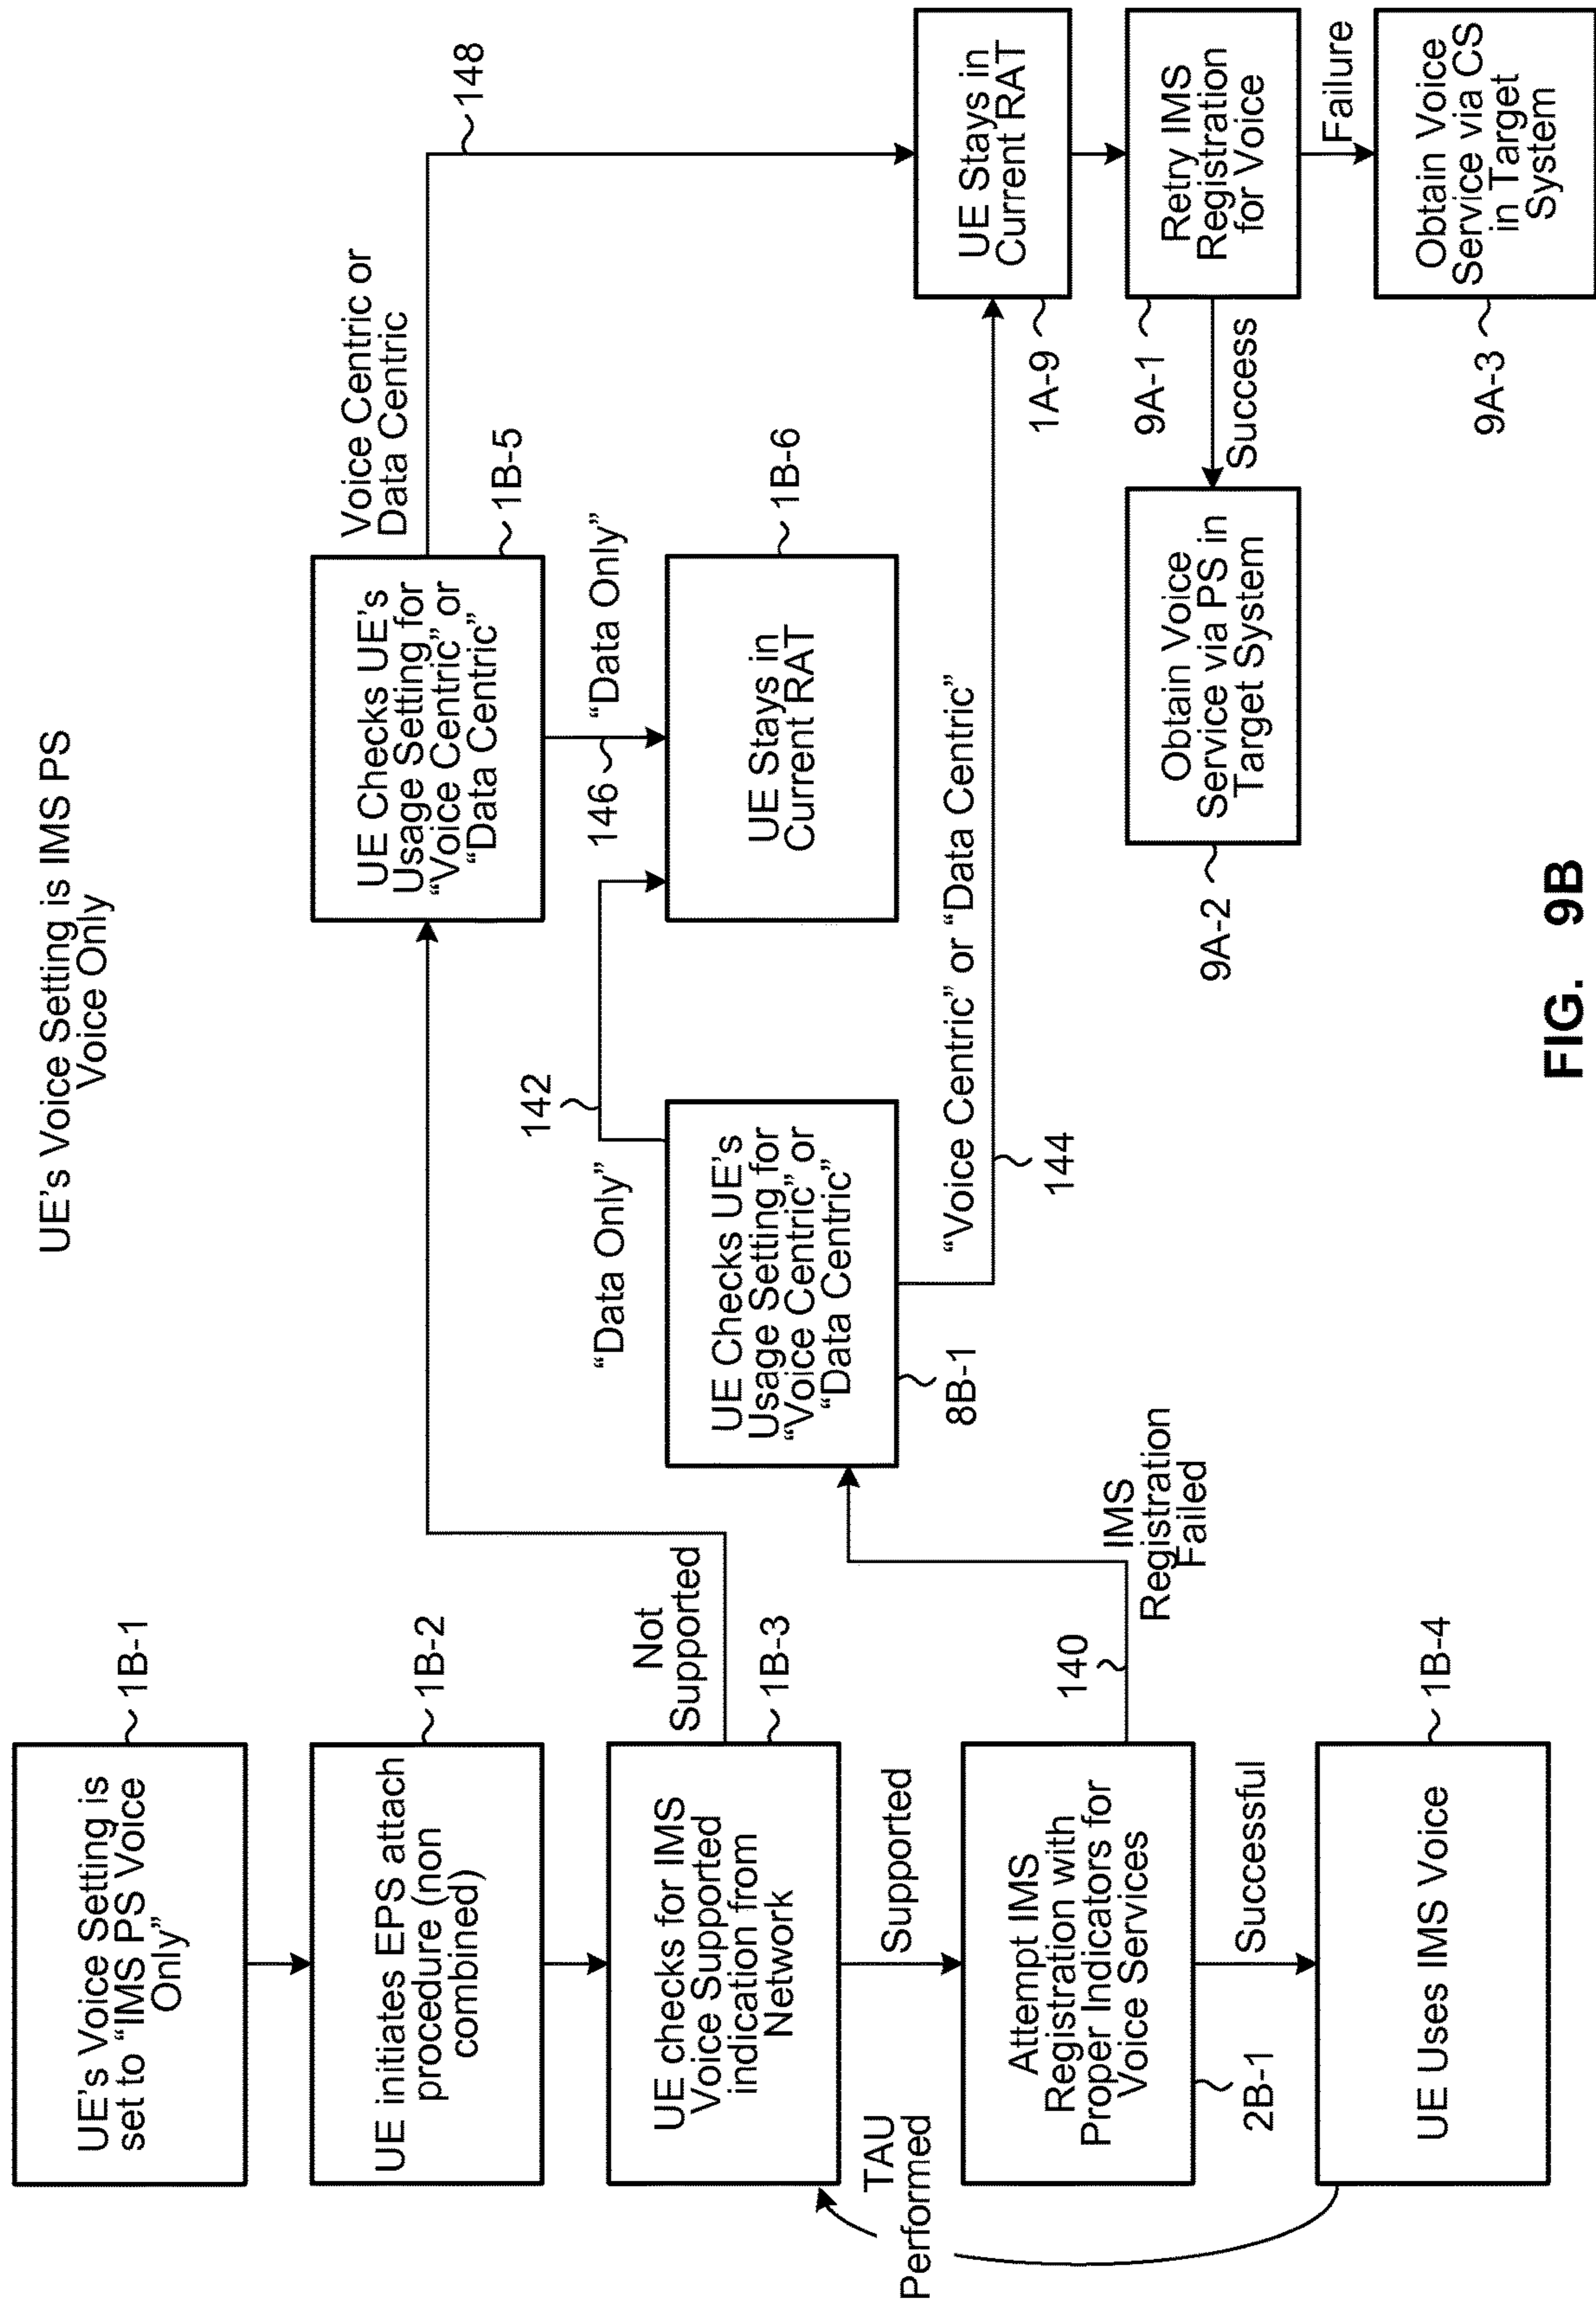 UE's Voice Setting is IMS PS
Voice Only
UE's Voice Setting is
set to “IMS PS Voice
Only”
1B-1
UE initiates EPS attach
procedure (non
combined)
1B-2
UE checks for IMS
Voice Supported
indication from
Network
1B-3
Not
Supported
Supported
TAU
Performed
Attempt IMS
Registration with
Proper Indicators for
Voice Services
2B-1
140
IMS
Registration
Failed
Successful
UE Uses IMS Voice
1B-4
UE Checks UE's
Usage Setting for
“Voice Centric” or
“Data Centric”
8B-1
“Data Only”
142
“Voice Centric” or “Data Centric”
144
UE Checks UE's
Usage Setting for
“Voice Centric” or
“Data Centric”
1B-5
Voice Centric or
Data Centric
148
146
“Data Only”
UE Stays in
Current RAT
1B-6
UE Stays in
Current RAT
1A-9
Retry IMS
Registration
for Voice
9A-1
Success
Failure
Obtain Voice
Service via PS in
Target System
9A-2
Obtain Voice
Service via CS
in Target
System
9A-3
FIG. 9B